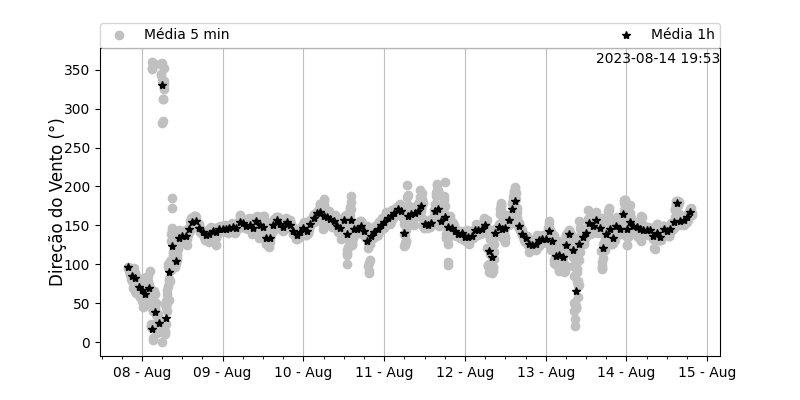 Média 5 min
Média 1h
2023-08-14 19:53
Direção do Vento (°)
350
300
250
200
150
100
50
0
08 - Aug
09 - Aug
10 - Aug
11 - Aug
12 - Aug
13 - Aug
14 - Aug
15 - Aug